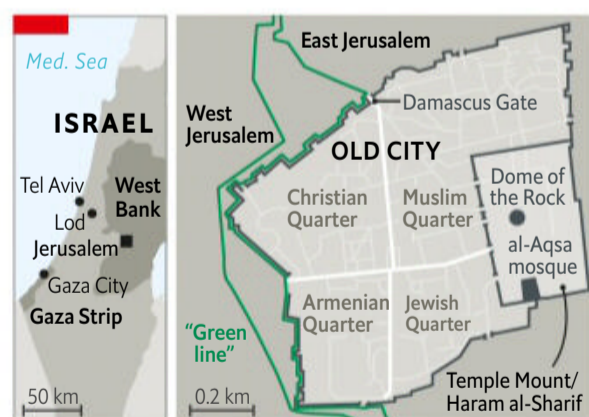 Med. Sea
ISRAEL
Tel Aviv
West
Bank
Lod
Jerusalem
Gaza City
Gaza Strip
50 km
East Jerusalem
Damascus Gate
West
Jerusalem
OLD CITY
Christian
Quarter
Muslim
Quarter
Dome of
the Rock
al-Aqsa
mosque
Armenian
Quarter
Jewish
Quarter
“Green
line”
Temple Mount/
Haram al-Sharif
0.2 km